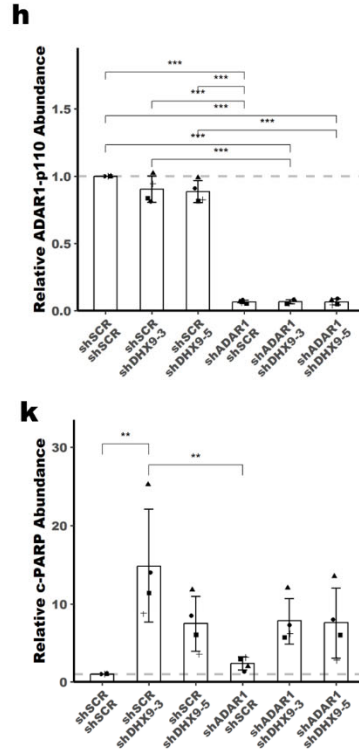 h
Relative ADAR1-p110 Abundance
***
***
***
***
***
***
***
1.5
1.0
0.5
0.0
shSCR
shSCR
shSCR
shDHX9-3
shSCR
shDHX9-5
shADAR1
shSCR
shADAR1
shDHX9-3
shADAR1
shDHX9-5
k
Relative c-PARP Abundance
**
**
30
20
10
0
shSCR
shSCR
shSCR
shDHX9-3
shSCR
shDHX9-5
shADAR1
shSCR
shADAR1
shDHX9-3
shADAR1
shDHX9-5